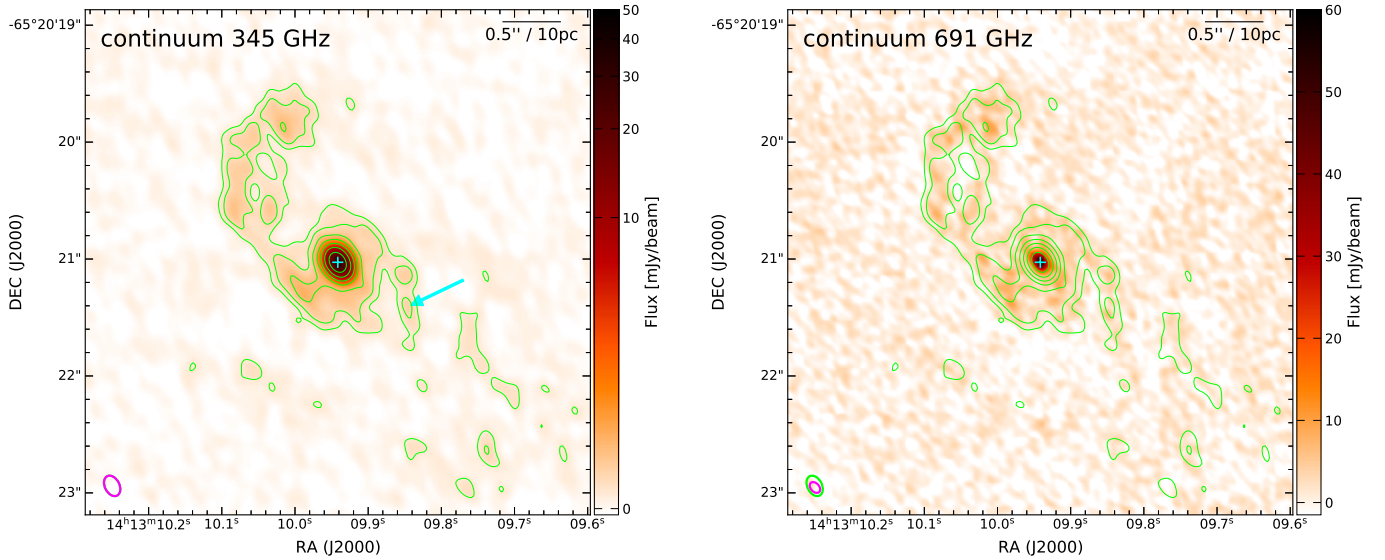 continuum 345 GHz
0.5'' / 10pc
-65°20'19"
20"
21"
22"
23"
DEC (J2000)
14ʰ13ᵐ10.2ˢ
10.1ˢ
10.0ˢ
09.9ˢ
09.8ˢ
09.7ˢ
09.6ˢ
RA (J2000)
50
40
30
20
10
0
Flux [mJy/beam]
continuum 691 GHz
0.5'' / 10pc
-65°20'19"
20"
21"
22"
23"
DEC (J2000)
14ʰ13ᵐ10.2ˢ
10.1ˢ
10.0ˢ
09.9ˢ
09.8ˢ
09.7ˢ
09.6ˢ
RA (J2000)
60
50
40
30
20
10
0
Flux [mJy/beam]